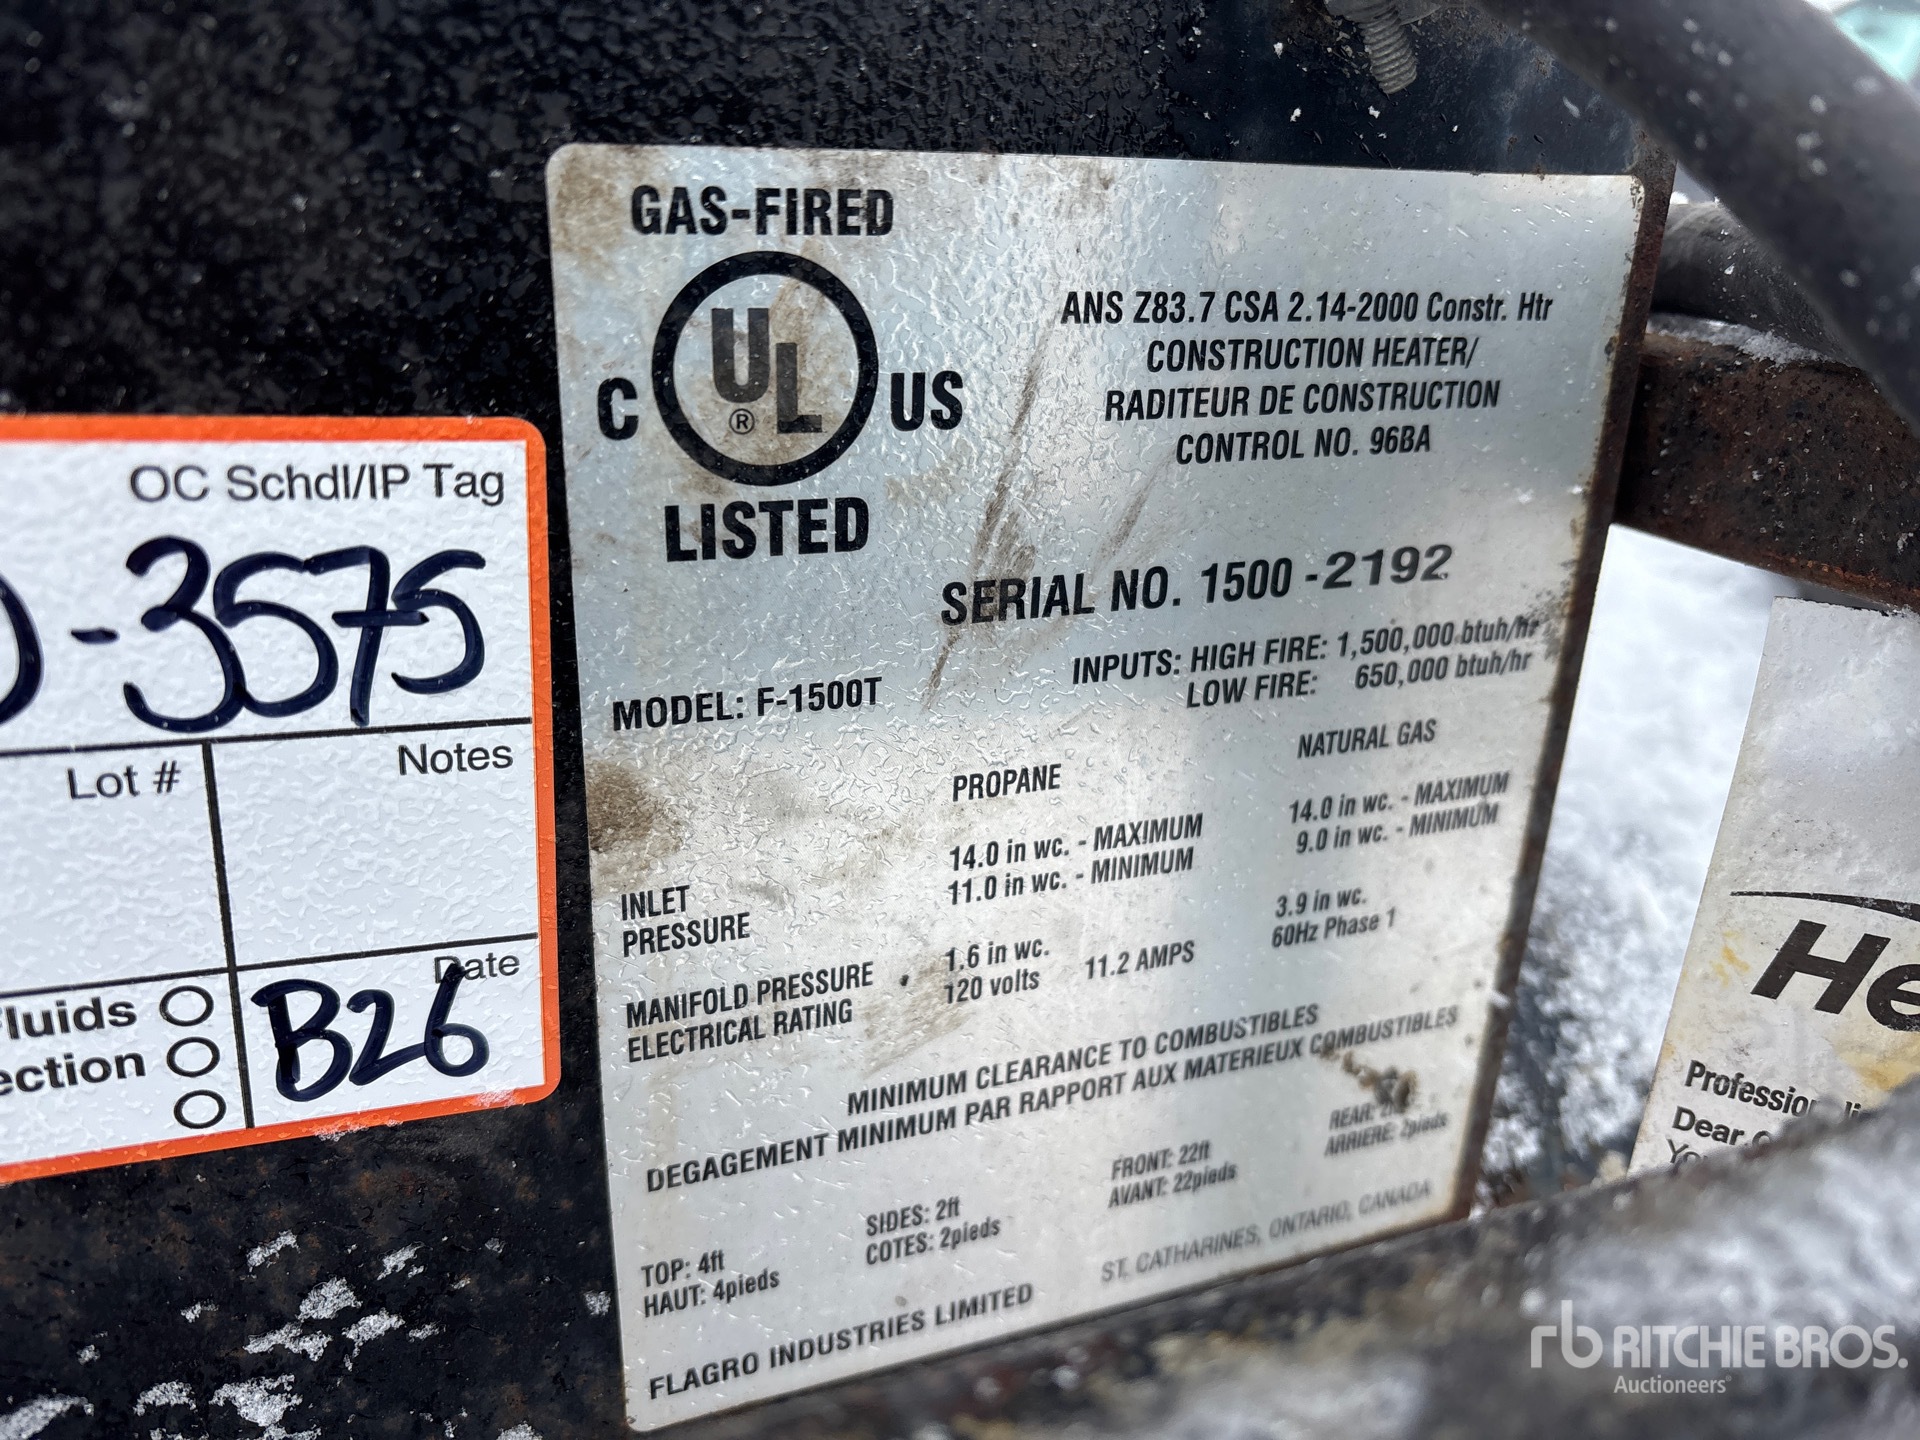 GAS-FIRED
C UL ® US
LISTED
ANS Z83.7 CSA 2.14-2000 Constr. Htr
CONSTRUCTION HEATER/
RADITEUR DE CONSTRUCTION
CONTROL NO. 96BA
SERIAL NO. 1500 -2192
MODEL: F-1500T
INPUTS: HIGH FIRE: 1,500,000 btuh/hr
LOW FIRE: 650,000 btuh/hr
PROPANE NATURAL GAS
INLET
PRESSURE
14.0 in wc. - MAXIMUM
11.0 in wc. - MINIMUM
14.0 in wc. - MAXIMUM
9.0 in wc. - MINIMUM
MANIFOLD PRESSURE 1.6 in wc. 3.9 in wc.
ELECTRICAL RATING 120 volts 11.2 AMPS 60Hz Phase 1
MINIMUM CLEARANCE TO COMBUSTIBLES
DEGAGEMENT MINIMUM PAR RAPPORT AUX MATERIEUX COMBUSTIBLES
TOP: 4ft SIDES: 2ft FRONT: 22ft REAR:
HAUT: 4pieds COTES: 2pieds AVANT: 22pieds ARRIERE: 2pieds
FLAGRO INDUSTRIES LIMITED ST. CATHARINES, ONTARIO, CANADA
OC Schdl/IP Tag
-3575
Lot #
Notes
Date
B26
Fluids
ection
He
Dear
rb RITCHIE BROS.
Auctioneers